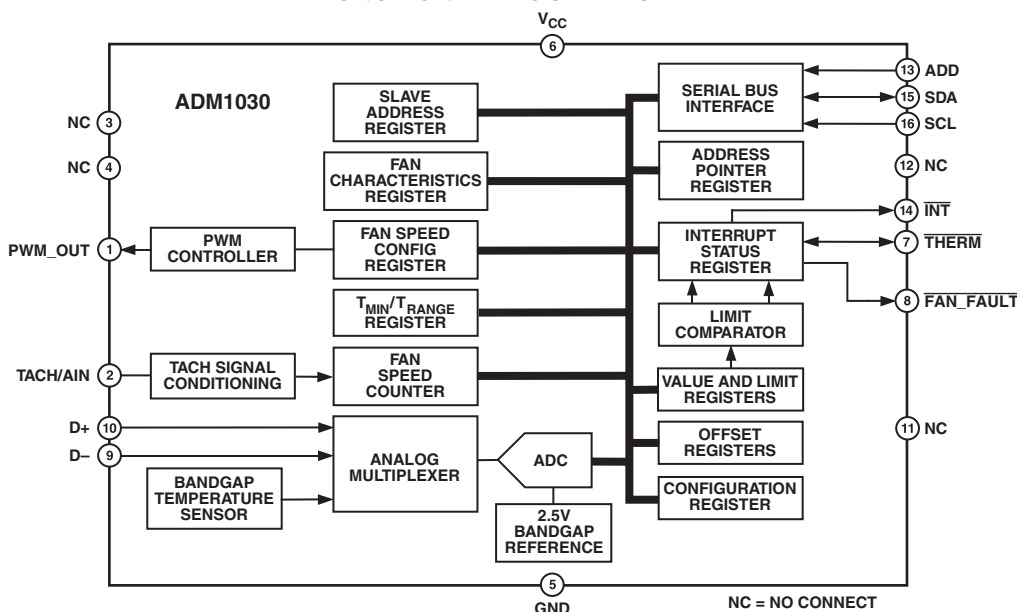 V_CC
6
ADM1030
NC 3
NC 4
PWM_OUT 1
TACH/AIN 2
D+ 10
D– 9
PWM
CONTROLLER
TACH SIGNAL
CONDITIONING
BANDGAP
TEMPERATURE
SENSOR
SLAVE
ADDRESS
REGISTER
FAN
CHARACTERISTICS
REGISTER
FAN SPEED
CONFIG
REGISTER
T_MIN/T_RANGE
REGISTER
FAN
SPEED
COUNTER
ANALOG
MULTIPLEXER
ADC
2.5V
BANDGAP
REFERENCE
SERIAL BUS
INTERFACE
ADDRESS
POINTER
REGISTER
INTERRUPT
STATUS
REGISTER
LIMIT
COMPARATOR
VALUE AND LIMIT
REGISTERS
OFFSET
REGISTERS
CONFIGURATION
REGISTER
13 ADD
15 SDA
16 SCL
12 NC
14 INT
7 THERM
8 FAN_FAULT
11 NC
5
GND
NC = NO CONNECT